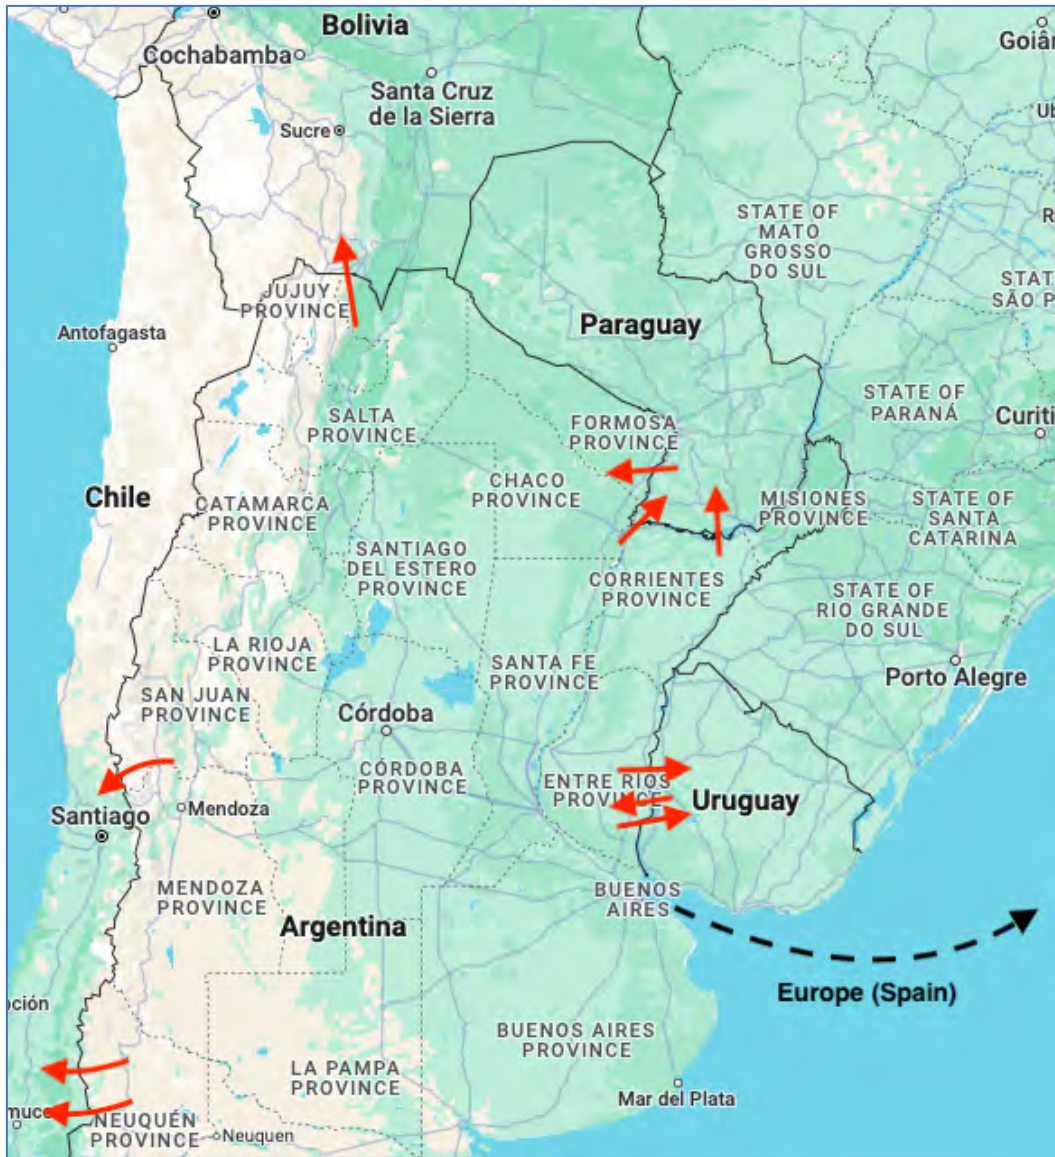 Bolivia
Cochabamba
Goiân
Santa Cruz
de la Sierra
Sucre
Ub
STATE OF
MATO
GROSSO
DO SUL
R
STAT
SÃO P
JUJUY
PROVINCE
Antofagasta
Paraguay
STATE OF
PARANÁ
Curiti
SALTA
PROVINCE
FORMOSA
PROVINCE
CHACO
PROVINCE
Chile
CATAMARCA
PROVINCE
MISIONES
PROVINCE
STATE OF
SANTA
CATARINA
SANTIAGO
DEL ESTERO
PROVINCE
CORRIENTES
PROVINCE
STATE OF
RIO GRANDE
DO SUL
LA RIOJA
PROVINCE
SANTA FE
PROVINCE
Porto Alegre
SAN JUAN
PROVINCE
Córdoba
CÓRDOBA
PROVINCE
ENTRE RIOS
PROVINCE
Uruguay
Santiago
Mendoza
MENDOZA
PROVINCE
Argentina
BUENOS
AIRES
Europe (Spain)
pción
BUENOS AIRES
PROVINCE
LA PAMPA
PROVINCE
Mar del Plata
muco
NEUQUÉN
PROVINCE
Neuquen